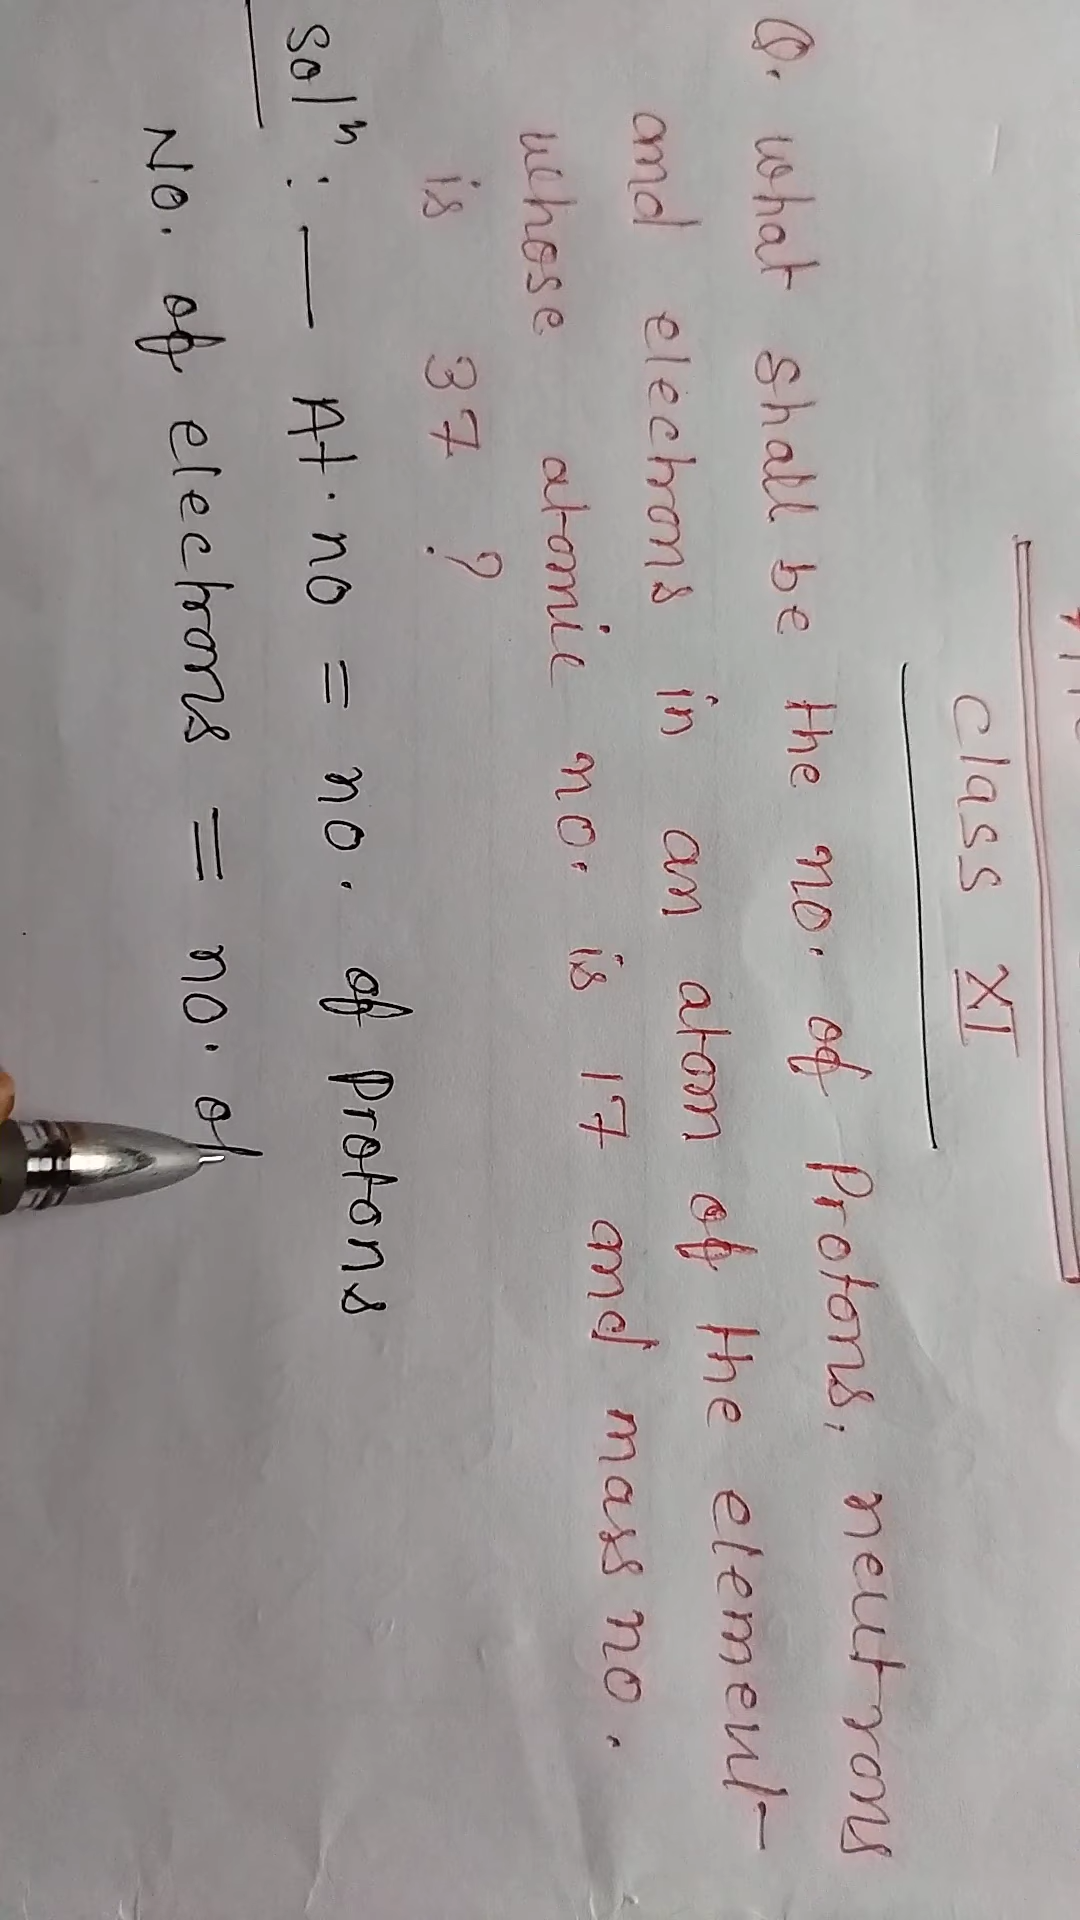 class XI
Q. what shall be the no. of Protons, neutrons
and electrons in an atom of the element-
whose atomic no. is 17 and mass no.
is 37 ?
Solⁿ : — At. no = no. of Protons
No. of electrons = no. of